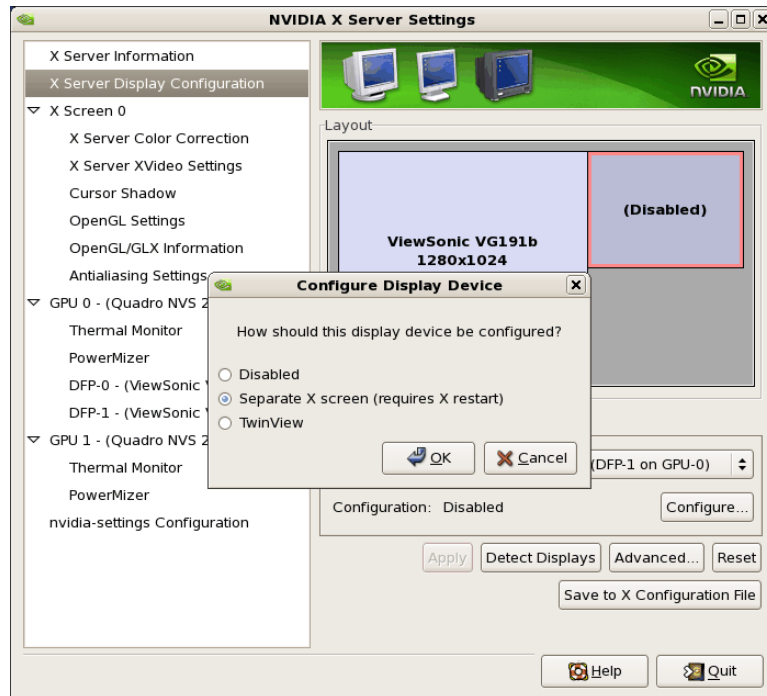 NVIDIA X Server Settings
X Server Information
X Server Display Configuration
X Screen 0
X Server Color Correction
X Server XVideo Settings
Cursor Shadow
OpenGL Settings
OpenGL/GLX Information
Antialiasing Settings
GPU 0 - (Quadro NVS 2
Thermal Monitor
PowerMizer
DFP-0 - (ViewSonic
DFP-1 - (ViewSonic
GPU 1 - (Quadro NVS 2
Thermal Monitor
PowerMizer
nvidia-settings Configuration
NVIDIA
Layout
ViewSonic VG191b
1280x1024
(Disabled)
Configure Display Device
How should this display device be configured?
Disabled
Separate X screen (requires X restart)
TwinView
OK
Cancel
(DFP-1 on GPU-0)
Configuration: Disabled
Configure...
Apply
Detect Displays
Advanced...
Reset
Save to X Configuration File
Help
Quit